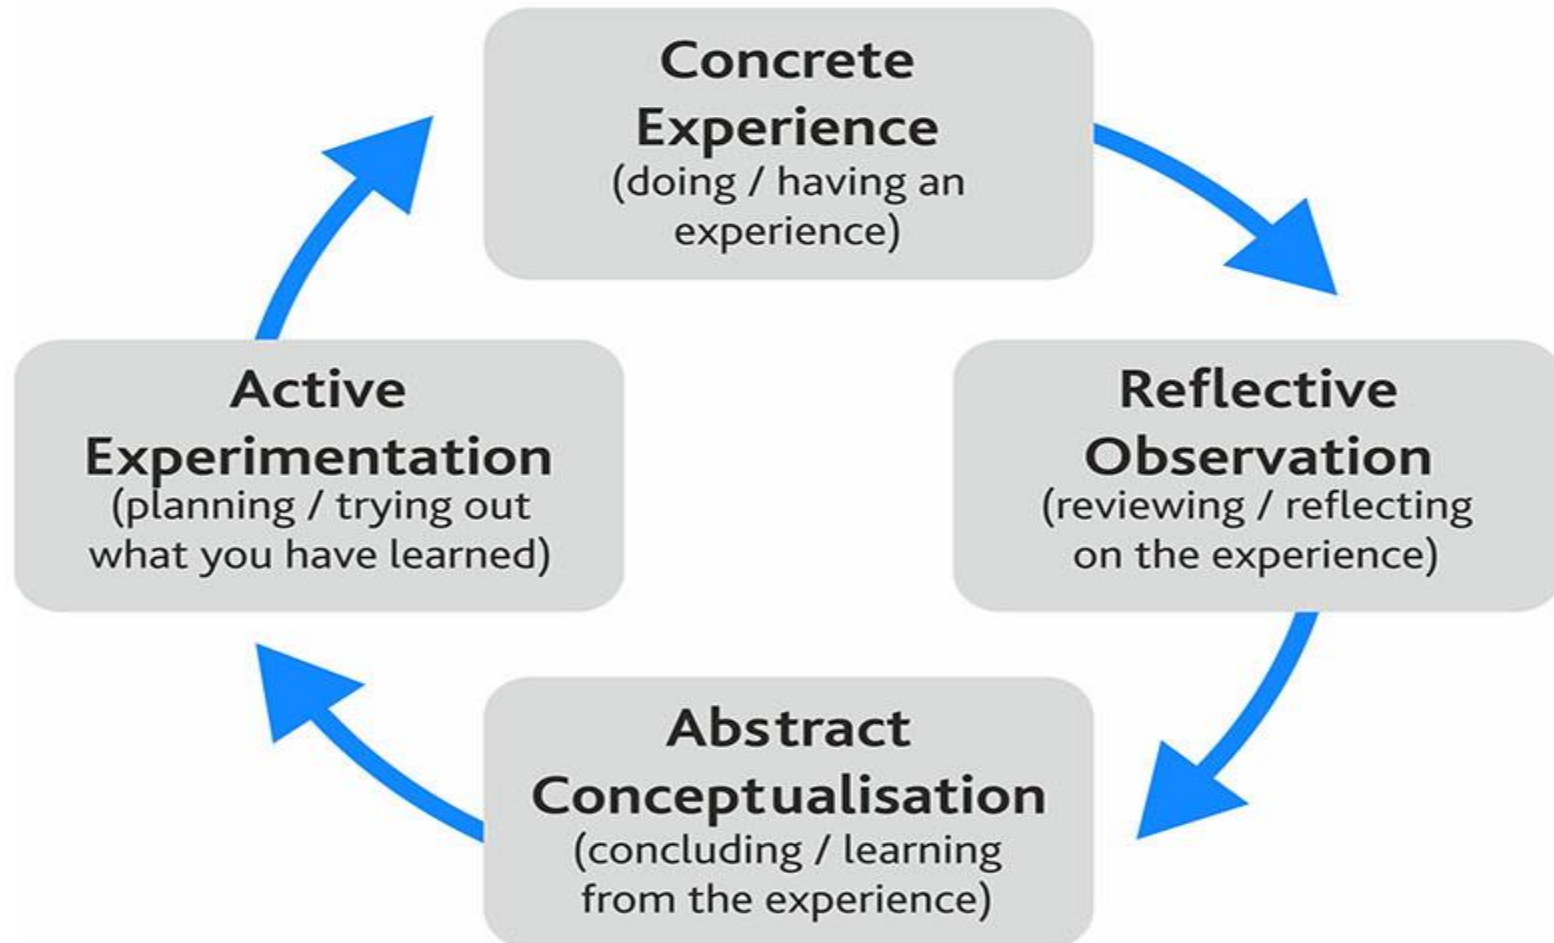 Concrete
Experience
(doing / having an
experience)
Reflective
Observation
(reviewing / reflecting
on the experience)
Abstract
Conceptualisation
(concluding / learning
from the experience)
Active
Experimentation
(planning / trying out
what you have learned)